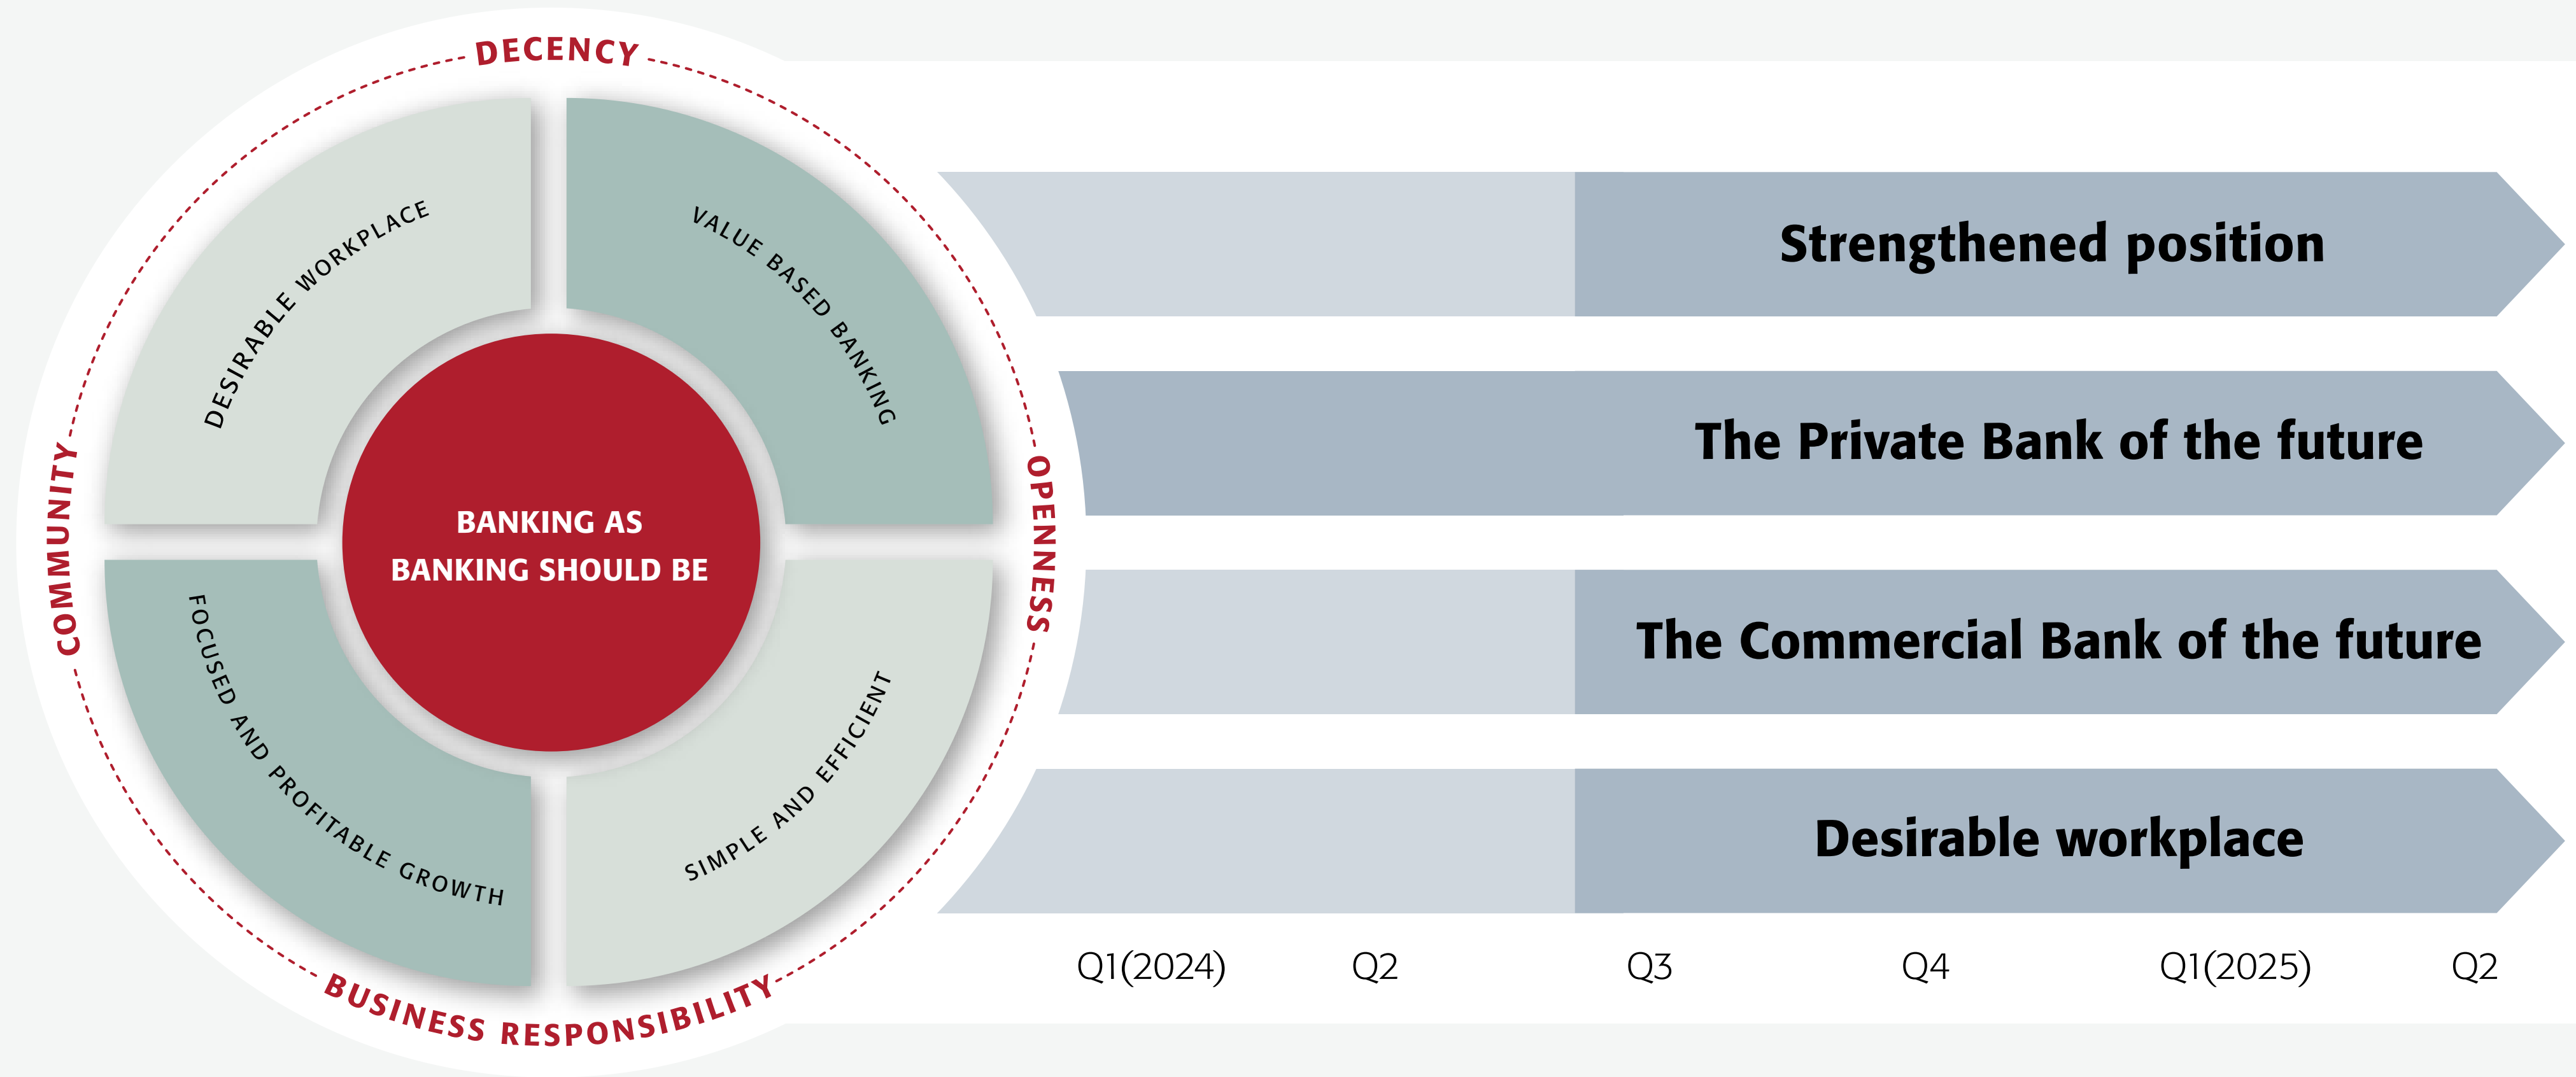 DECENCY
DESIRABLE WORKPLACE
VALUE BASED BANKING
COMMUNITY
OPENNESS
BANKING AS
BANKING SHOULD BE
FOCUSED AND PROFITABLE GROWTH
SIMPLE AND EFFICIENT
BUSINESS RESPONSIBILITY
Strengthened position
The Private Bank of the future
The Commercial Bank of the future
Desirable workplace
Q1(2024) Q2 Q3 Q4 Q1(2025) Q2